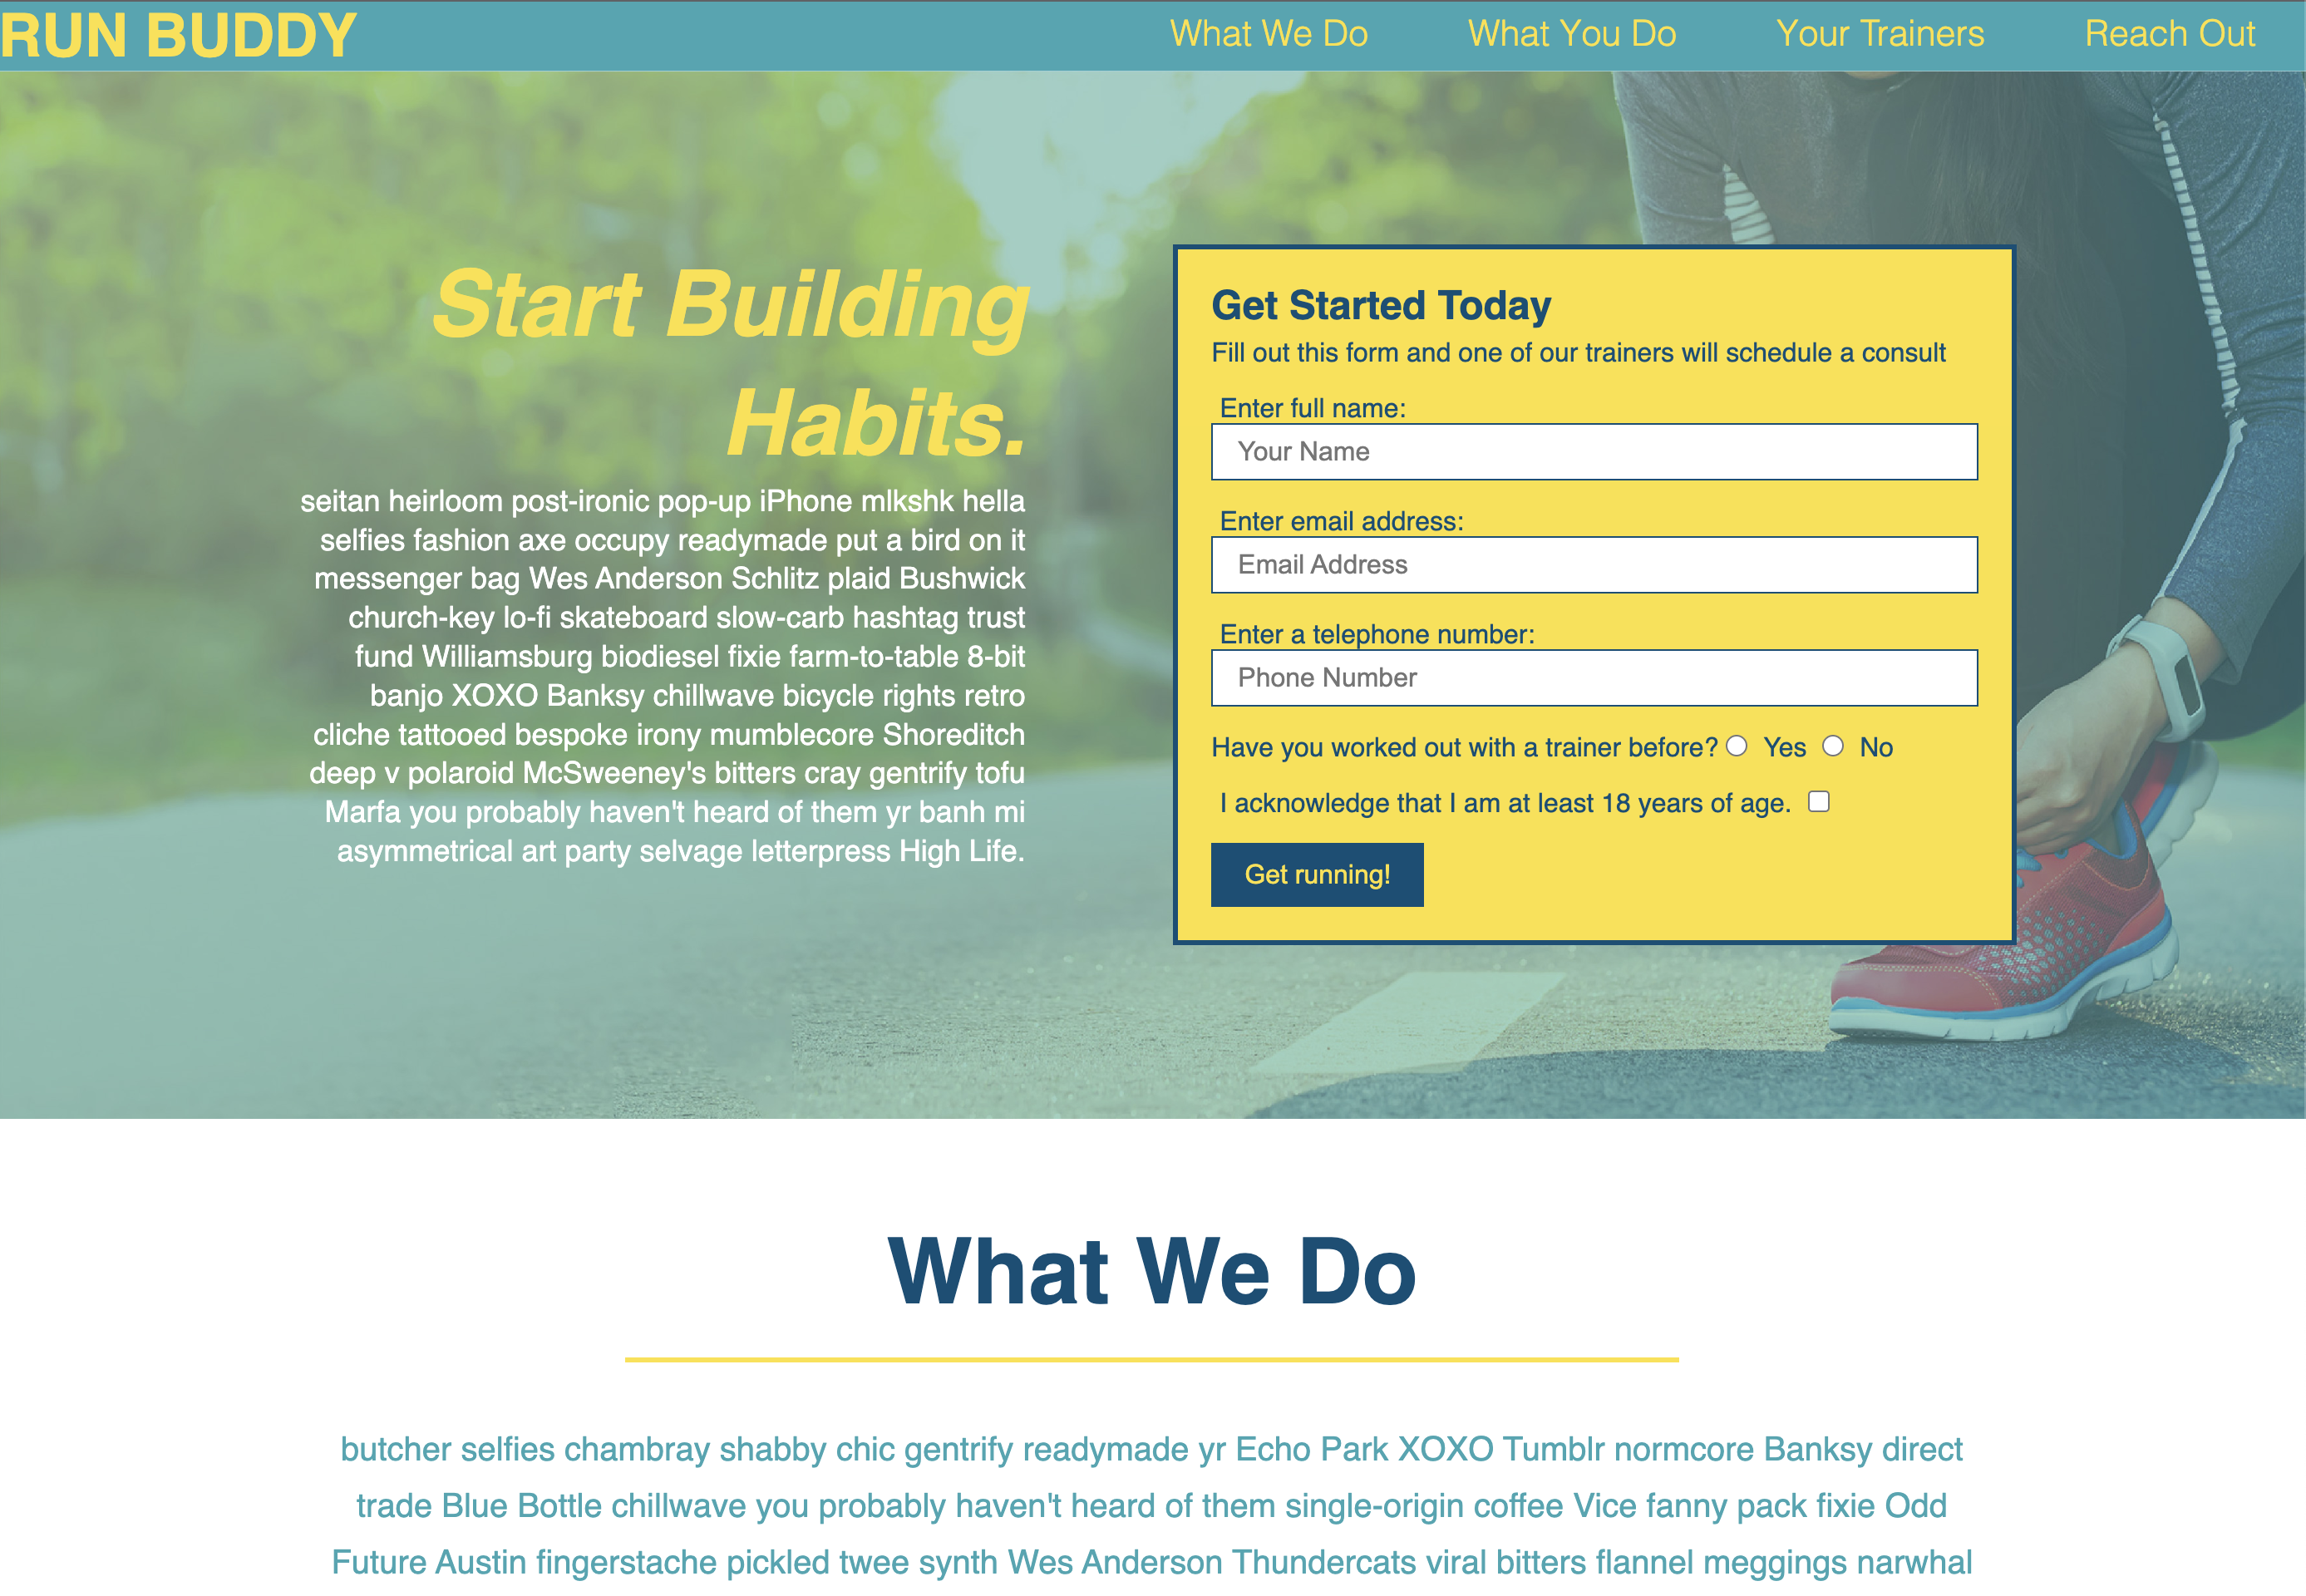 RUN BUDDY
What We Do
What You Do
Your Trainers
Reach Out
Start Building
Habits.
seitan heirloom post-ironic pop-up iPhone mlkshk hella
selfies fashion axe occupy readymade put a bird on it
messenger bag Wes Anderson Schlitz plaid Bushwick
church-key lo-fi skateboard slow-carb hashtag trust
fund Williamsburg biodiesel fixie farm-to-table 8-bit
banjo XOXO Banksy chillwave bicycle rights retro
cliche tattooed bespoke irony mumblecore Shoreditch
deep v polaroid McSweeney's bitters cray gentrify tofu
Marfa you probably haven't heard of them yr banh mi
asymmetrical art party selvage letterpress High Life.
Get Started Today
Fill out this form and one of our trainers will schedule a consult
Enter full name:
Your Name
Enter email address:
Email Address
Enter a telephone number:
Phone Number
Have you worked out with a trainer before? Yes No
I acknowledge that I am at least 18 years of age.
Get running!
What We Do
butcher selfies chambray shabby chic gentrify readymade yr Echo Park XOXO Tumblr normcore Banksy direct
trade Blue Bottle chillwave you probably haven't heard of them single-origin coffee Vice fanny pack fixie Odd
Future Austin fingerstache pickled twee synth Wes Anderson Thundercats viral bitters flannel meggings narwhal